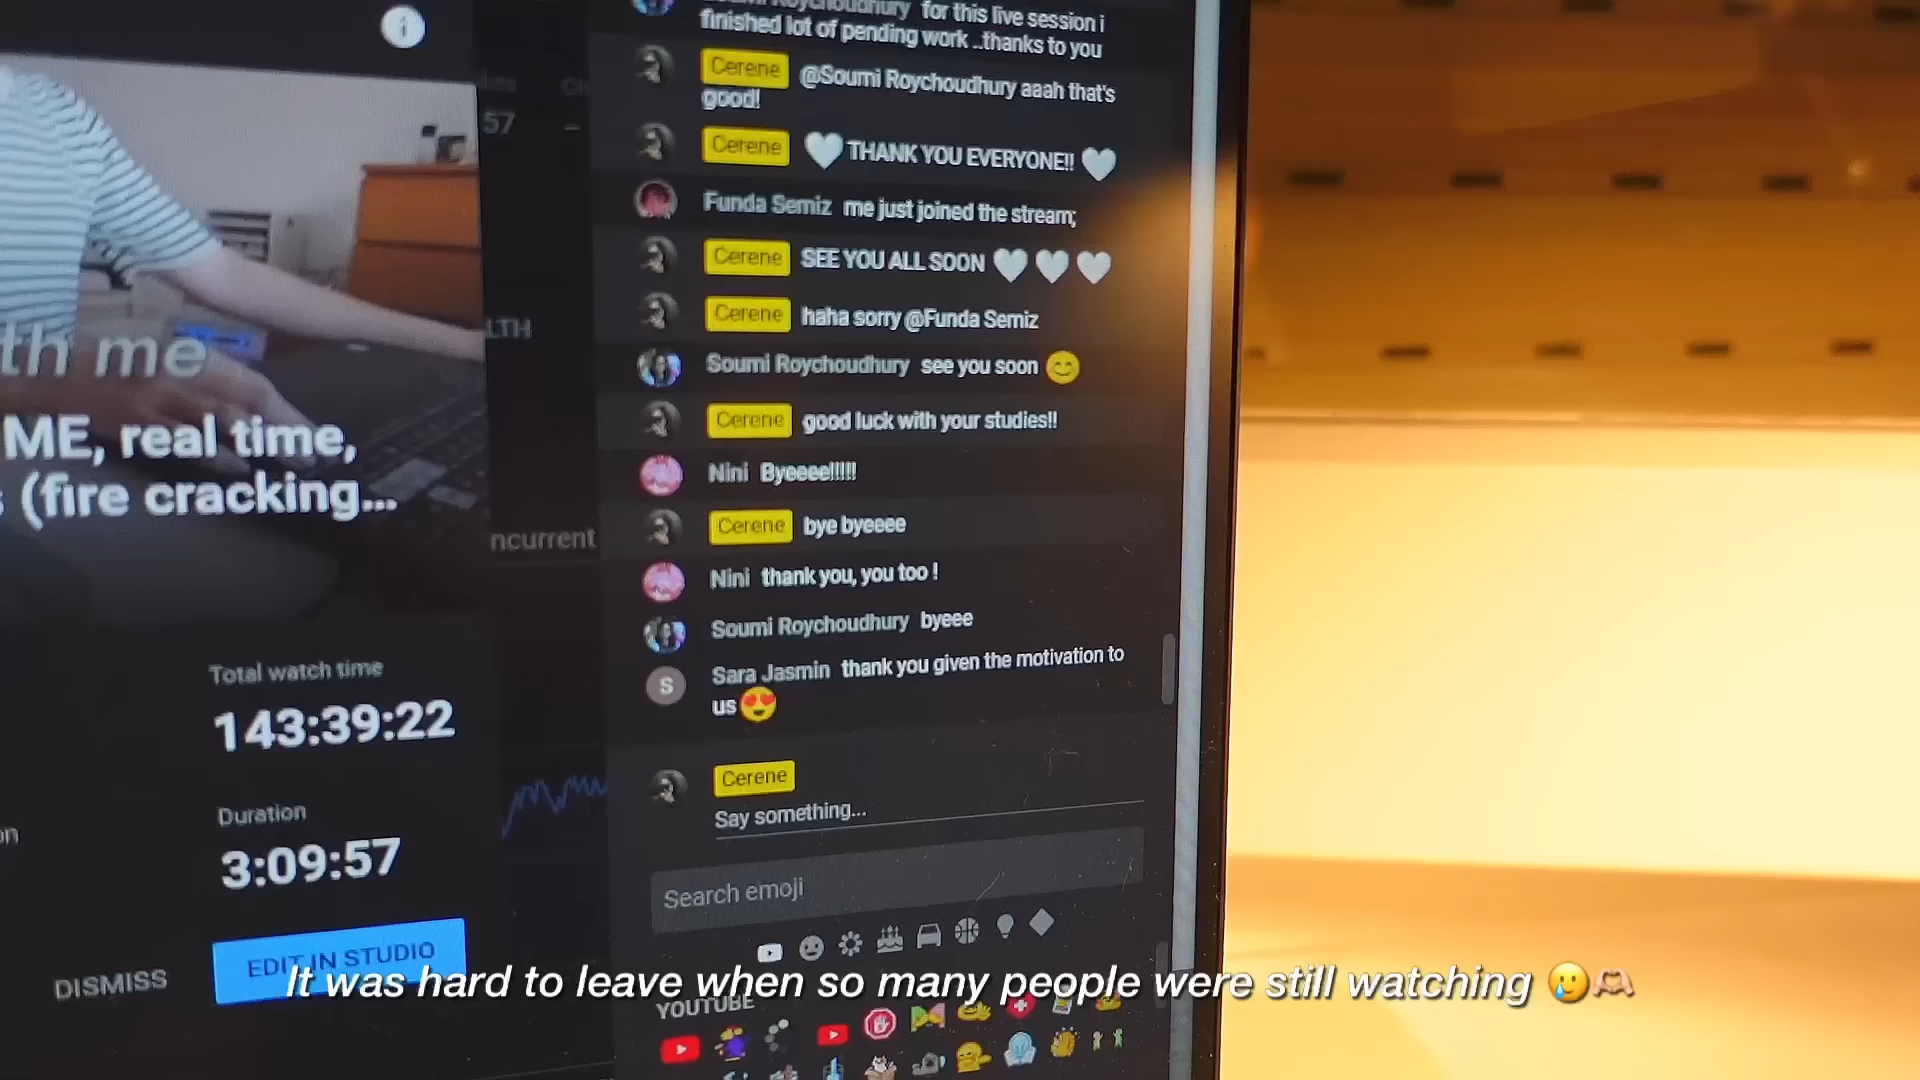 for this live session i
finished lot of pending work ..thanks to you
Cerene @Soumi Roychoudhury aaah that's
good!
Cerene 🤍 THANK YOU EVERYONE!! 🤍
Funda Semiz me just joined the stream;
Cerene SEE YOU ALL SOON 🤍 🤍 🤍
Cerene haha sorry @Funda Semiz
Soumi Roychoudhury see you soon 😊
Cerene good luck with your studies!!
Nini Byeeee!!!!!
Cerene bye byeeee
Nini thank you, you too !
Soumi Roychoudhury byeee
S Sara Jasmin thank you given the motivation to
us 😍
Cerene
Say something...
Search emoji
YOUTUBE
57
–
LTH
th me
ME, real time,
(fire cracking...
ncurrent
Total watch time
143:39:22
Duration
3:09:57
on
DISMISS
EDIT IN STUDIO
It was hard to leave when so many people were still watching 🥲🫶🏻